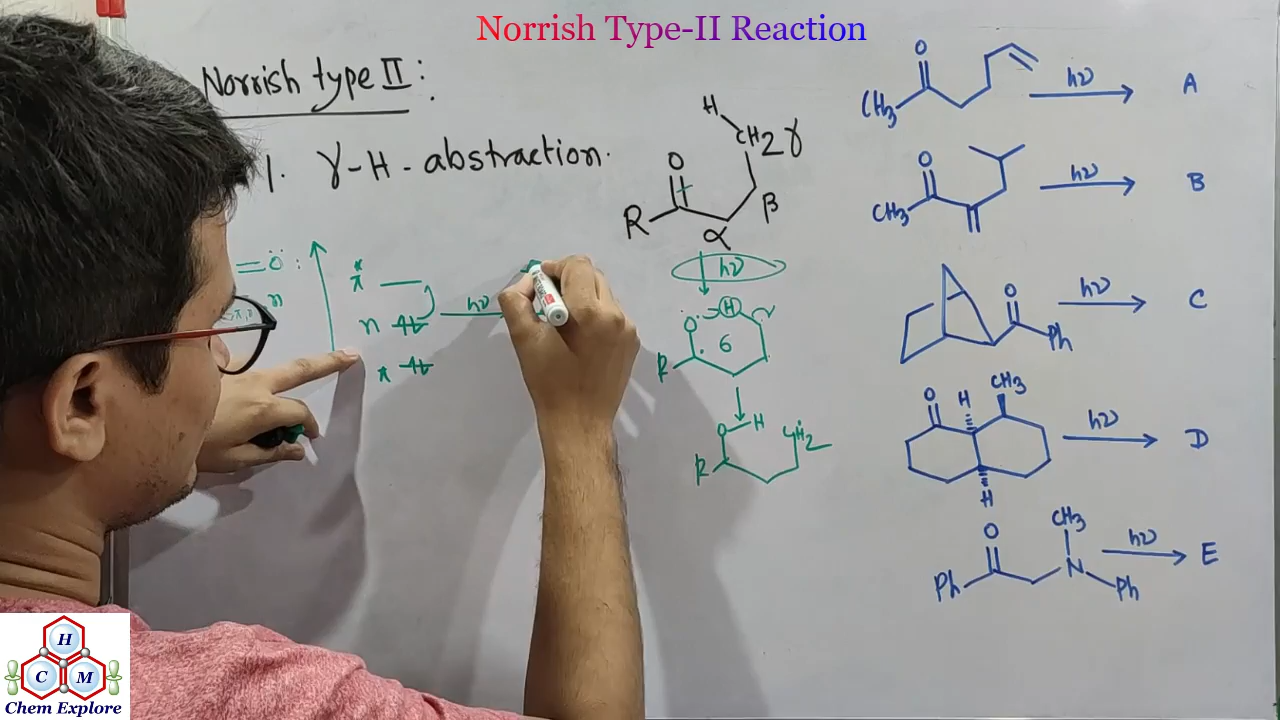 Norrish Type-II Reaction
Norrish type II :
1. γ-H-abstraction.
H
CH2 γ
O
R
α
β
hν
O H
6
R
O H
ĊH2
R
=O:
n
π*
n
π
hν
O
CH3
hν
A
O
CH3
hν
B
O
Ph
hν
C
O
H
CH3
H
hν
D
O
Ph
CH3
N
Ph
hν
E
H
C M
Chem Explore